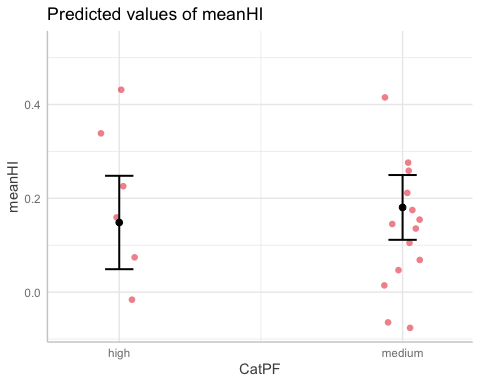 Predicted values of meanHI
meanHI
0.4
0.2
0.0
high
medium
CatPF